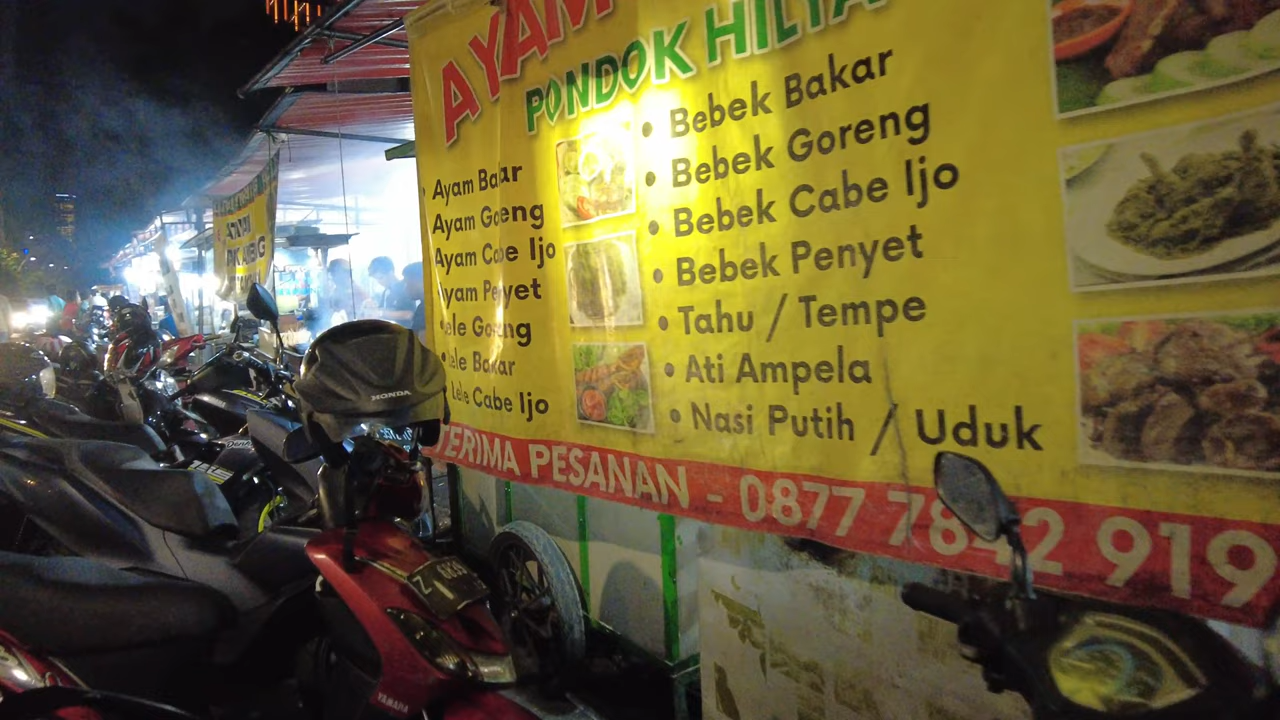 AYAM
PONDOK HILYA
Ayam Bakar
Ayam Goreng
Ayam Cabe Ijo
Ayam Penyet
Lele Goreng
Lele Bakar
Lele Cabe Ijo
• Bebek Bakar
• Bebek Goreng
• Bebek Cabe Ijo
• Bebek Penyet
• Tahu / Tempe
• Ati Ampela
• Nasi Putih / Uduk
TERIMA PESANAN - 0877 7842 919
HONDA
YAMAHA